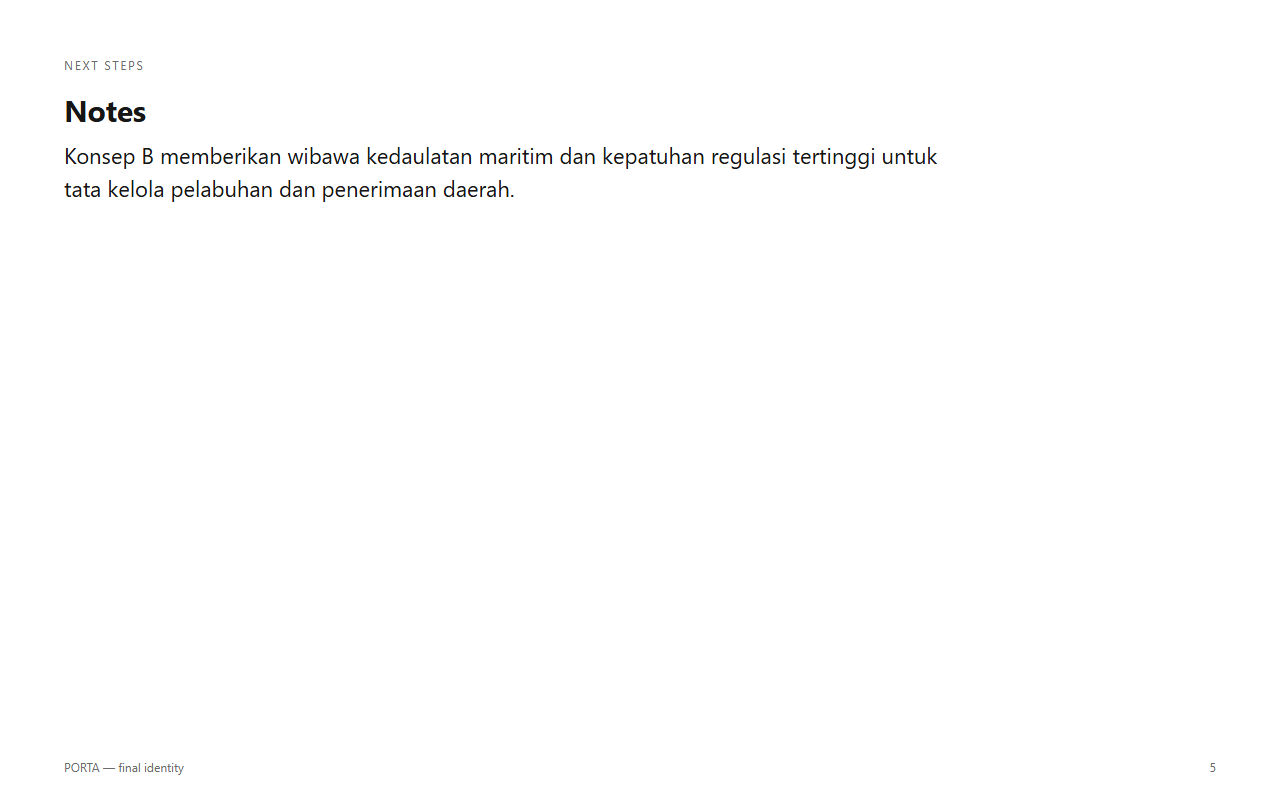 NEXT STEPS
Notes
Konsep B memberikan wibawa kedaulatan maritim dan kepatuhan regulasi tertinggi untuk
tata kelola pelabuhan dan penerimaan daerah.
PORTA — final identity
5